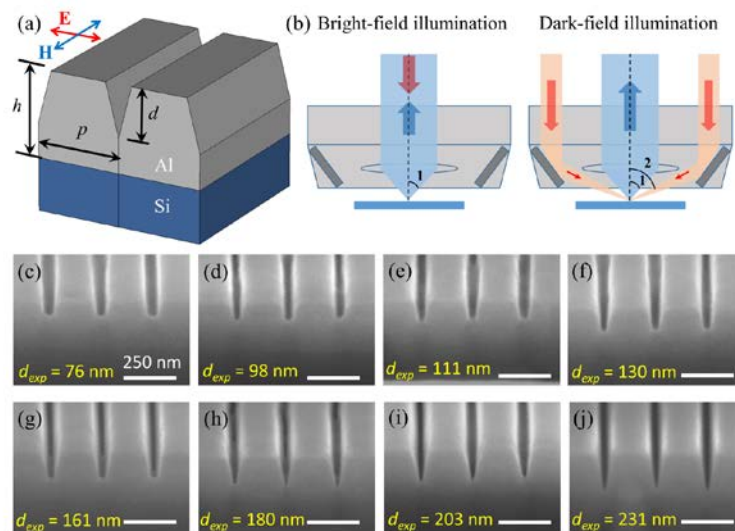 (a)
E
H
h
p
d
Al
Si
(b) Bright-field illumination Dark-field illumination
1
2
1
(c)
250 nm
d_exp = 76 nm
(d)
d_exp = 98 nm
(e)
d_exp = 111 nm
(f)
d_exp = 130 nm
(g)
d_exp = 161 nm
(h)
d_exp = 180 nm
(i)
d_exp = 203 nm
(j)
d_exp = 231 nm